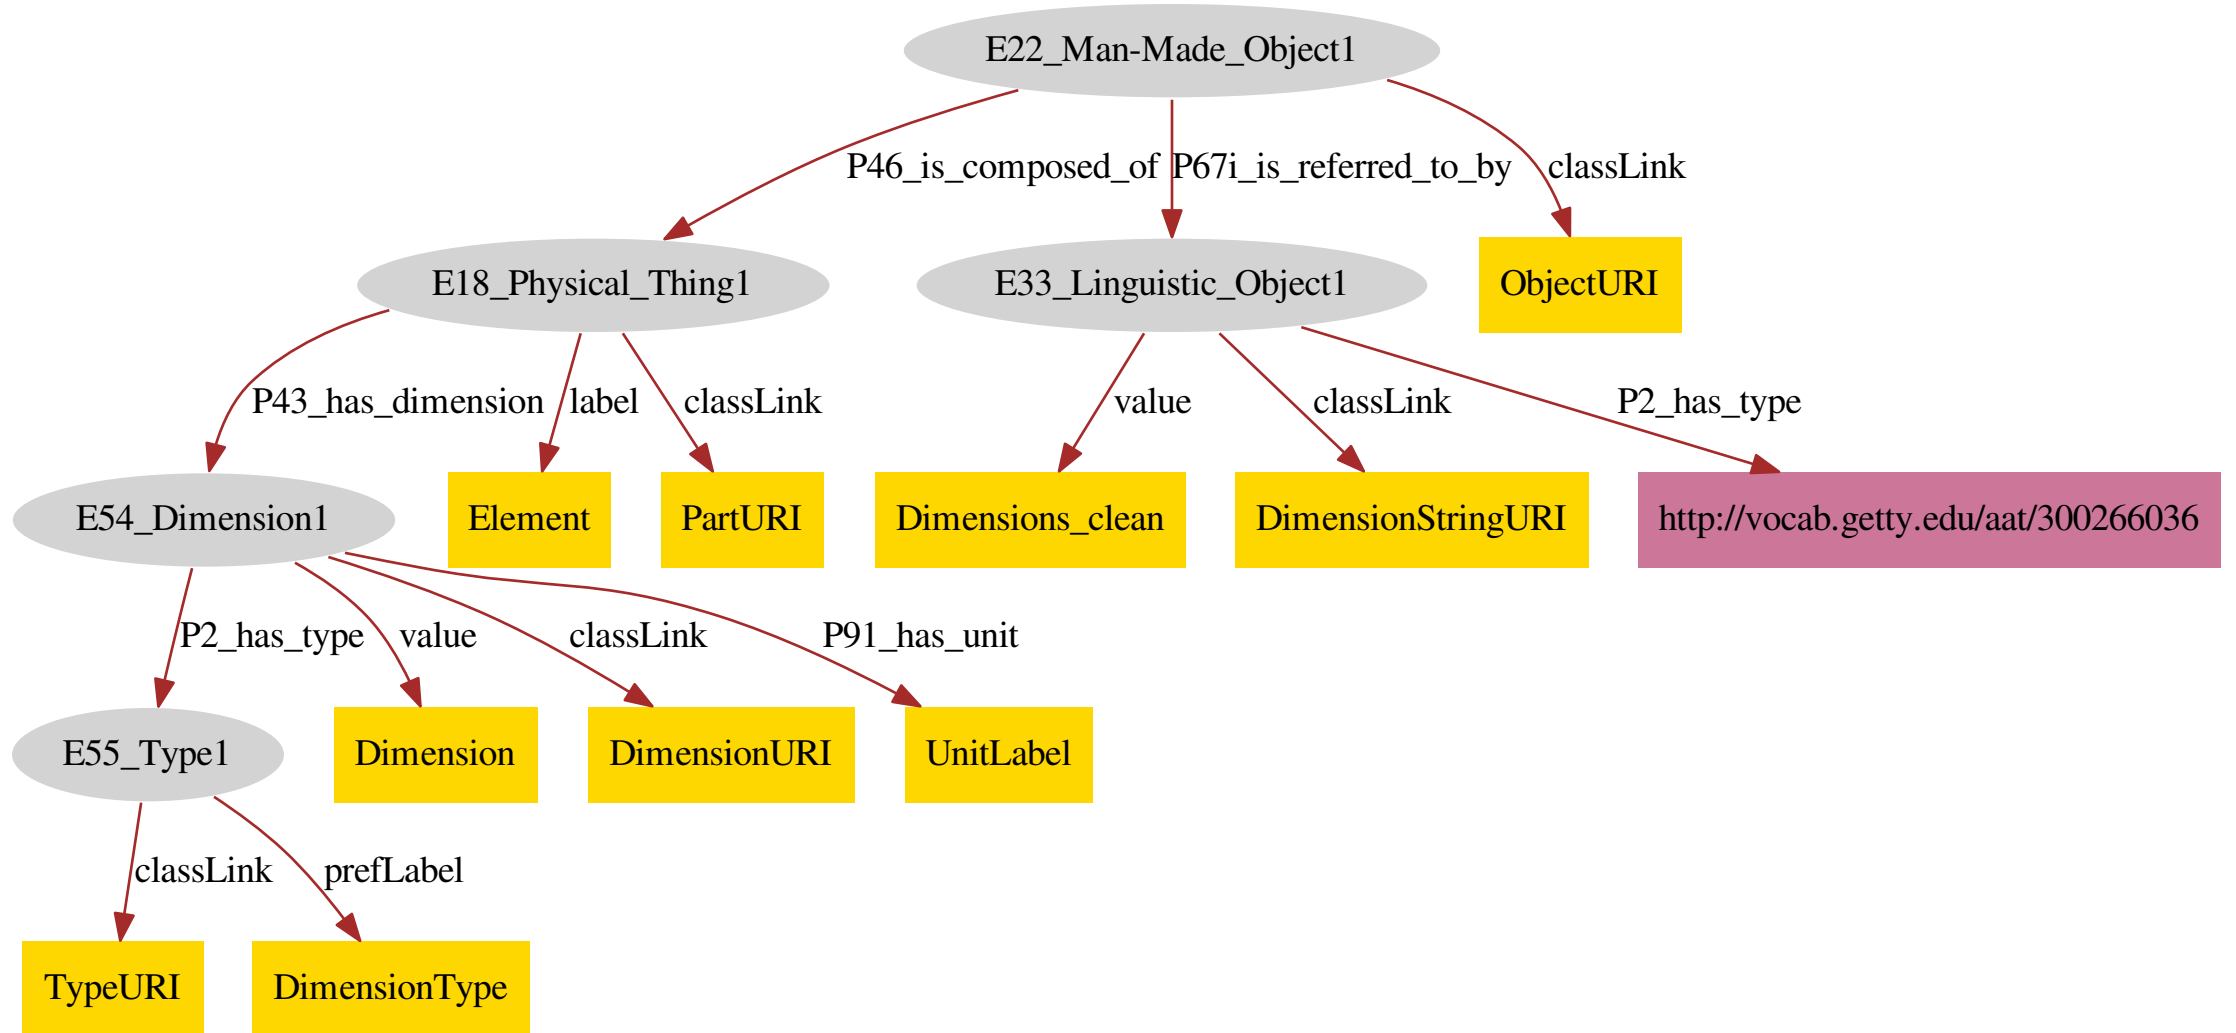 E22_Man-Made_Object1
P46_is_composed_of
P67i_is_referred_to_by
classLink
E18_Physical_Thing1
E33_Linguistic_Object1
ObjectURI
P43_has_dimension
label
classLink
value
classLink
P2_has_type
E54_Dimension1
Element
PartURI
Dimensions_clean
DimensionStringURI
http://vocab.getty.edu/aat/300266036
P2_has_type
value
classLink
P91_has_unit
E55_Type1
Dimension
DimensionURI
UnitLabel
classLink
prefLabel
TypeURI
DimensionType